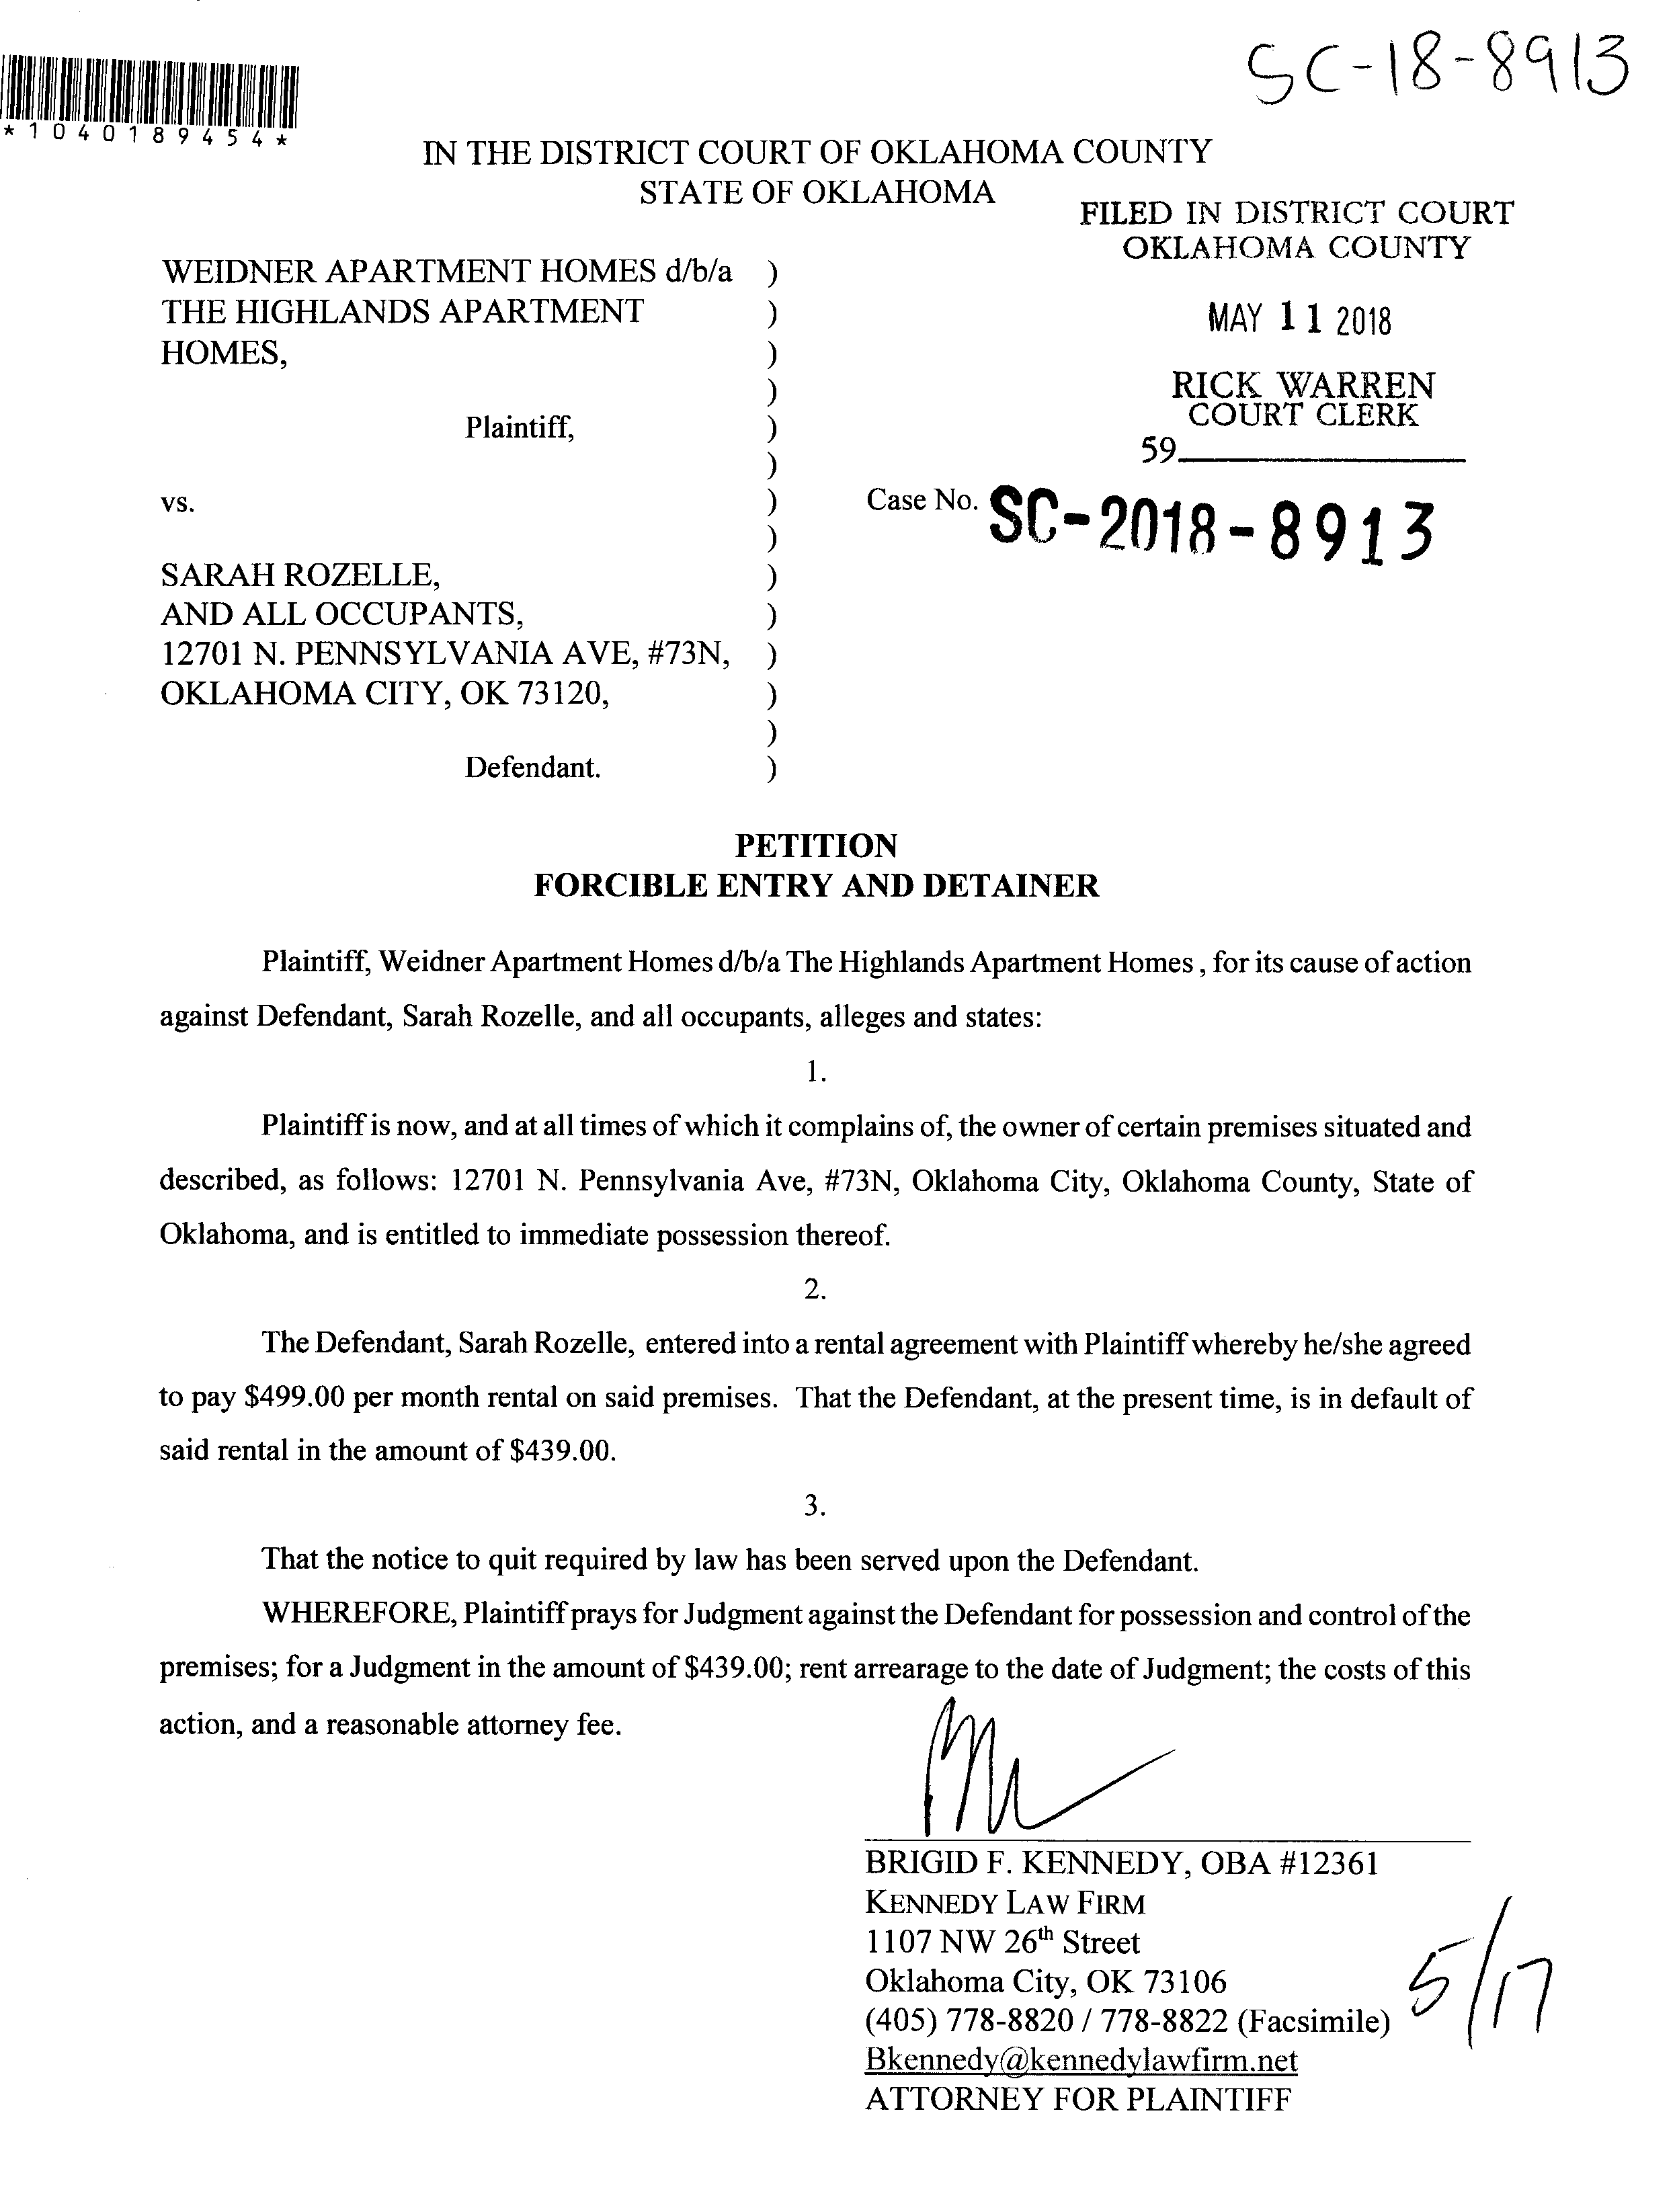 SC-18-8913
*1040189454*
IN THE DISTRICT COURT OF OKLAHOMA COUNTY
STATE OF OKLAHOMA
FILED IN DISTRICT COURT
OKLAHOMA COUNTY
MAY 11 2018
RICK WARREN
COURT CLERK
59
WEIDNER APARTMENT HOMES d/b/a )
THE HIGHLANDS APARTMENT )
HOMES, )
)
Plaintiff, )
)
vs. ) Case No. SC-2018-8913
)
SARAH ROZELLE, )
AND ALL OCCUPANTS, )
12701 N. PENNSYLVANIA AVE, #73N, )
OKLAHOMA CITY, OK 73120, )
)
Defendant. )
PETITION
FORCIBLE ENTRY AND DETAINER
Plaintiff, Weidner Apartment Homes d/b/a The Highlands Apartment Homes , for its cause of action
against Defendant, Sarah Rozelle, and all occupants, alleges and states:
1.
Plaintiff is now, and at all times of which it complains of, the owner of certain premises situated and
described, as follows: 12701 N. Pennsylvania Ave, #73N, Oklahoma City, Oklahoma County, State of
Oklahoma, and is entitled to immediate possession thereof.
2.
The Defendant, Sarah Rozelle, entered into a rental agreement with Plaintiff whereby he/she agreed
to pay $499.00 per month rental on said premises. That the Defendant, at the present time, is in default of
said rental in the amount of $439.00.
3.
That the notice to quit required by law has been served upon the Defendant.
WHEREFORE, Plaintiff prays for Judgment against the Defendant for possession and control of the
premises; for a Judgment in the amount of $439.00; rent arrearage to the date of Judgment; the costs of this
action, and a reasonable attorney fee.
BRIGID F. KENNEDY, OBA #12361
KENNEDY LAW FIRM
1107 NW 26th Street
Oklahoma City, OK 73106
(405) 778-8820 / 778-8822 (Facsimile)
Bkennedy@kennedylawfirm.net
ATTORNEY FOR PLAINTIFF
5/17